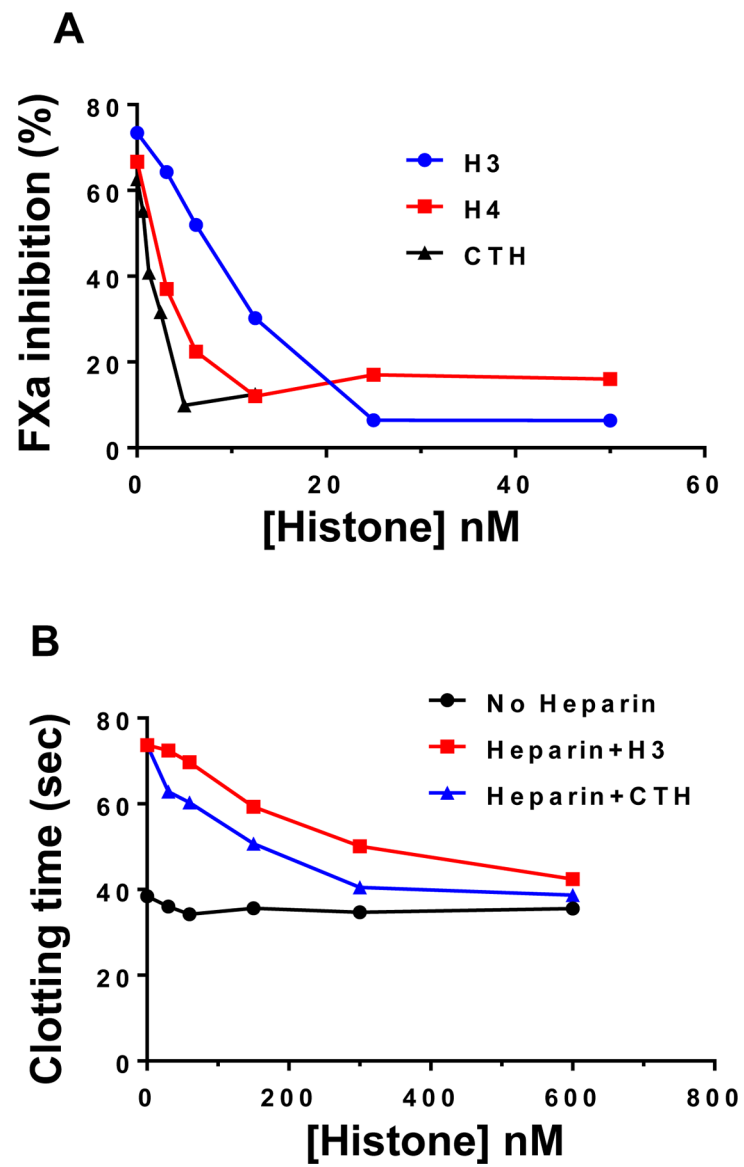 A
FXa inhibition (%)
80
60
40
20
0
H3
H4
CTH
0 20 40 60
[Histone] nM
B
Clotting time (sec)
80
60
40
20
0
No Heparin
Heparin+H3
Heparin+CTH
0 200 400 600 800
[Histone] nM